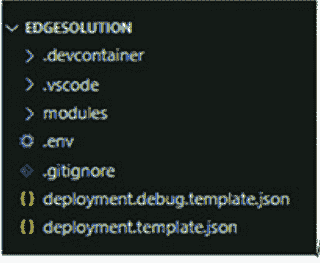 EDGESOLUTION
.devcontainer
.vscode
modules
.env
.gitignore
{} deployment.debug.template.json
{} deployment.template.json